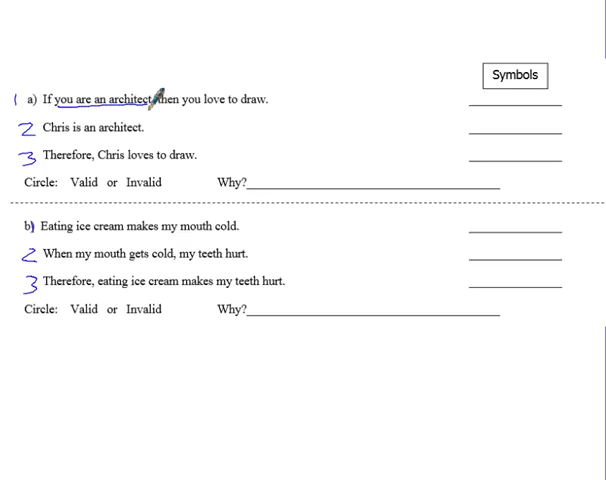 Symbols
1 a) If you are an architect then you love to draw.
2 Chris is an architect.
3 Therefore, Chris loves to draw.
Circle: Valid or Invalid Why?
b) Eating ice cream makes my mouth cold.
2 When my mouth gets cold, my teeth hurt.
3 Therefore, eating ice cream makes my teeth hurt.
Circle: Valid or Invalid Why?